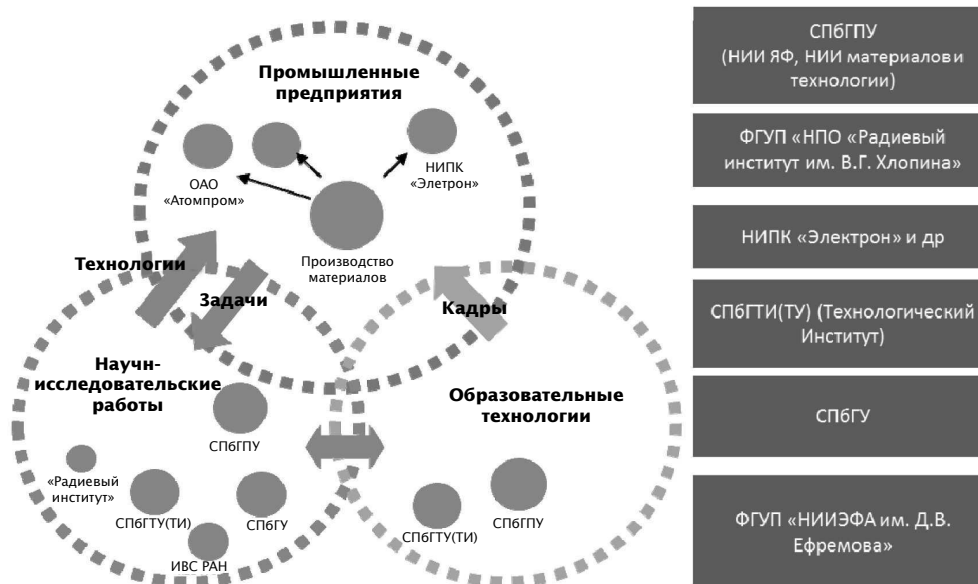 Промышленные
предприятия
ОАО
«Атомпром»
НИПК
«Элетрон»
Производство
материалов
Технологии
Задачи
Кадры
Научн-
исследовательские
работы
СПбГПУ
«Радиевый
институт»
СПбГТУ(ТИ)
СПбГУ
ИВС РАН
Образовательные
технологии
СПбГТУ(ТИ)
СПбГПУ
СПбГПУ
(НИИ ЯФ, НИИ материалов и
технологии)
ФГУП «НПО «Радиевый
институт им. В.Г. Хлопина»
НИПК «Электрон» и др
СПбГТИ(ТУ) (Технологический
Институт)
СПбГУ
ФГУП «НИИЭФА им. Д.В.
Ефремова»